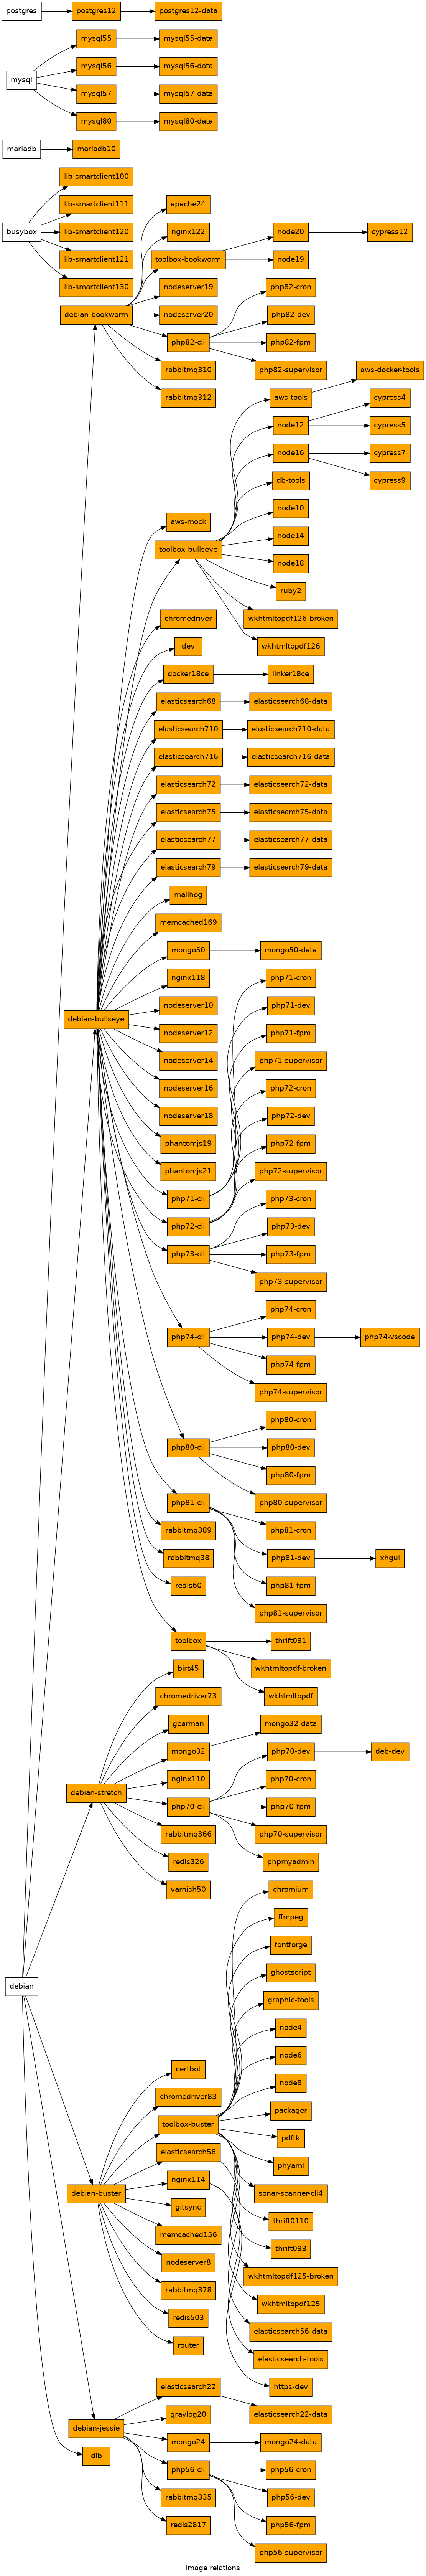 postgres
postgres12
postgres12-data
mysql55
mysql55-data
mysql56
mysql56-data
mysql
mysql57
mysql57-data
mysql80
mysql80-data
mariadb
mariadb10
lib-smartclient100
lib-smartclient111
apache24
busybox
lib-smartclient120
nginx122
node20
cypress12
lib-smartclient121
toolbox-bookworm
node19
lib-smartclient130
nodeserver19
php82-cron
debian-bookworm
nodeserver20
php82-dev
php82-cli
php82-fpm
rabbitmq310
php82-supervisor
aws-docker-tools
rabbitmq312
aws-tools
cypress4
node12
cypress5
node16
cypress7
db-tools
cypress9
node10
aws-mock
node14
toolbox-bullseye
node18
ruby2
chromedriver
wkhtmltopdf126-broken
dev
wkhtmltopdf126
docker18ce
linker18ce
elasticsearch68
elasticsearch68-data
elasticsearch710
elasticsearch710-data
elasticsearch716
elasticsearch716-data
elasticsearch72
elasticsearch72-data
elasticsearch75
elasticsearch75-data
elasticsearch77
elasticsearch77-data
elasticsearch79
elasticsearch79-data
mailhog
memcached169
mongo50
mongo50-data
nginx118
php71-cron
nodeserver10
php71-dev
debian-bullseye
nodeserver12
php71-fpm
nodeserver14
php71-supervisor
nodeserver16
php72-cron
nodeserver18
php72-dev
phantomjs19
php72-fpm
phantomjs21
php72-supervisor
php71-cli
php73-cron
php72-cli
php73-dev
php73-cli
php73-fpm
php73-supervisor
php74-cron
php74-cli
php74-dev
php74-vscode
php74-fpm
php74-supervisor
php80-cron
php80-cli
php80-dev
php80-fpm
php81-cli
php80-supervisor
rabbitmq389
php81-cron
rabbitmq38
php81-dev
xhgui
redis60
php81-fpm
php81-supervisor
toolbox
thrift091
birt45
wkhtmltopdf-broken
chromedriver73
wkhtmltopdf
gearman
mongo32-data
mongo32
php70-dev
deb-dev
nginx110
php70-cron
debian-stretch
php70-cli
php70-fpm
rabbitmq366
php70-supervisor
redis326
phpmyadmin
varnish50
chromium
ffmpeg
fontforge
ghostscript
debian
graphic-tools
node4
node6
certbot
node8
chromedriver83
packager
toolbox-buster
pdftk
elasticsearch56
phyaml
nginx114
debian-buster
sonar-scanner-cli4
gitsync
thrift0110
memcached156
thrift093
nodeserver8
wkhtmltopdf125-broken
rabbitmq378
wkhtmltopdf125
redis503
elasticsearch56-data
router
elasticsearch-tools
https-dev
elasticsearch22
elasticsearch22-data
graylog20
debian-jessie
mongo24
mongo24-data
dib
php56-cli
php56-cron
rabbitmq335
php56-dev
redis2817
php56-fpm
php56-supervisor
Image relations